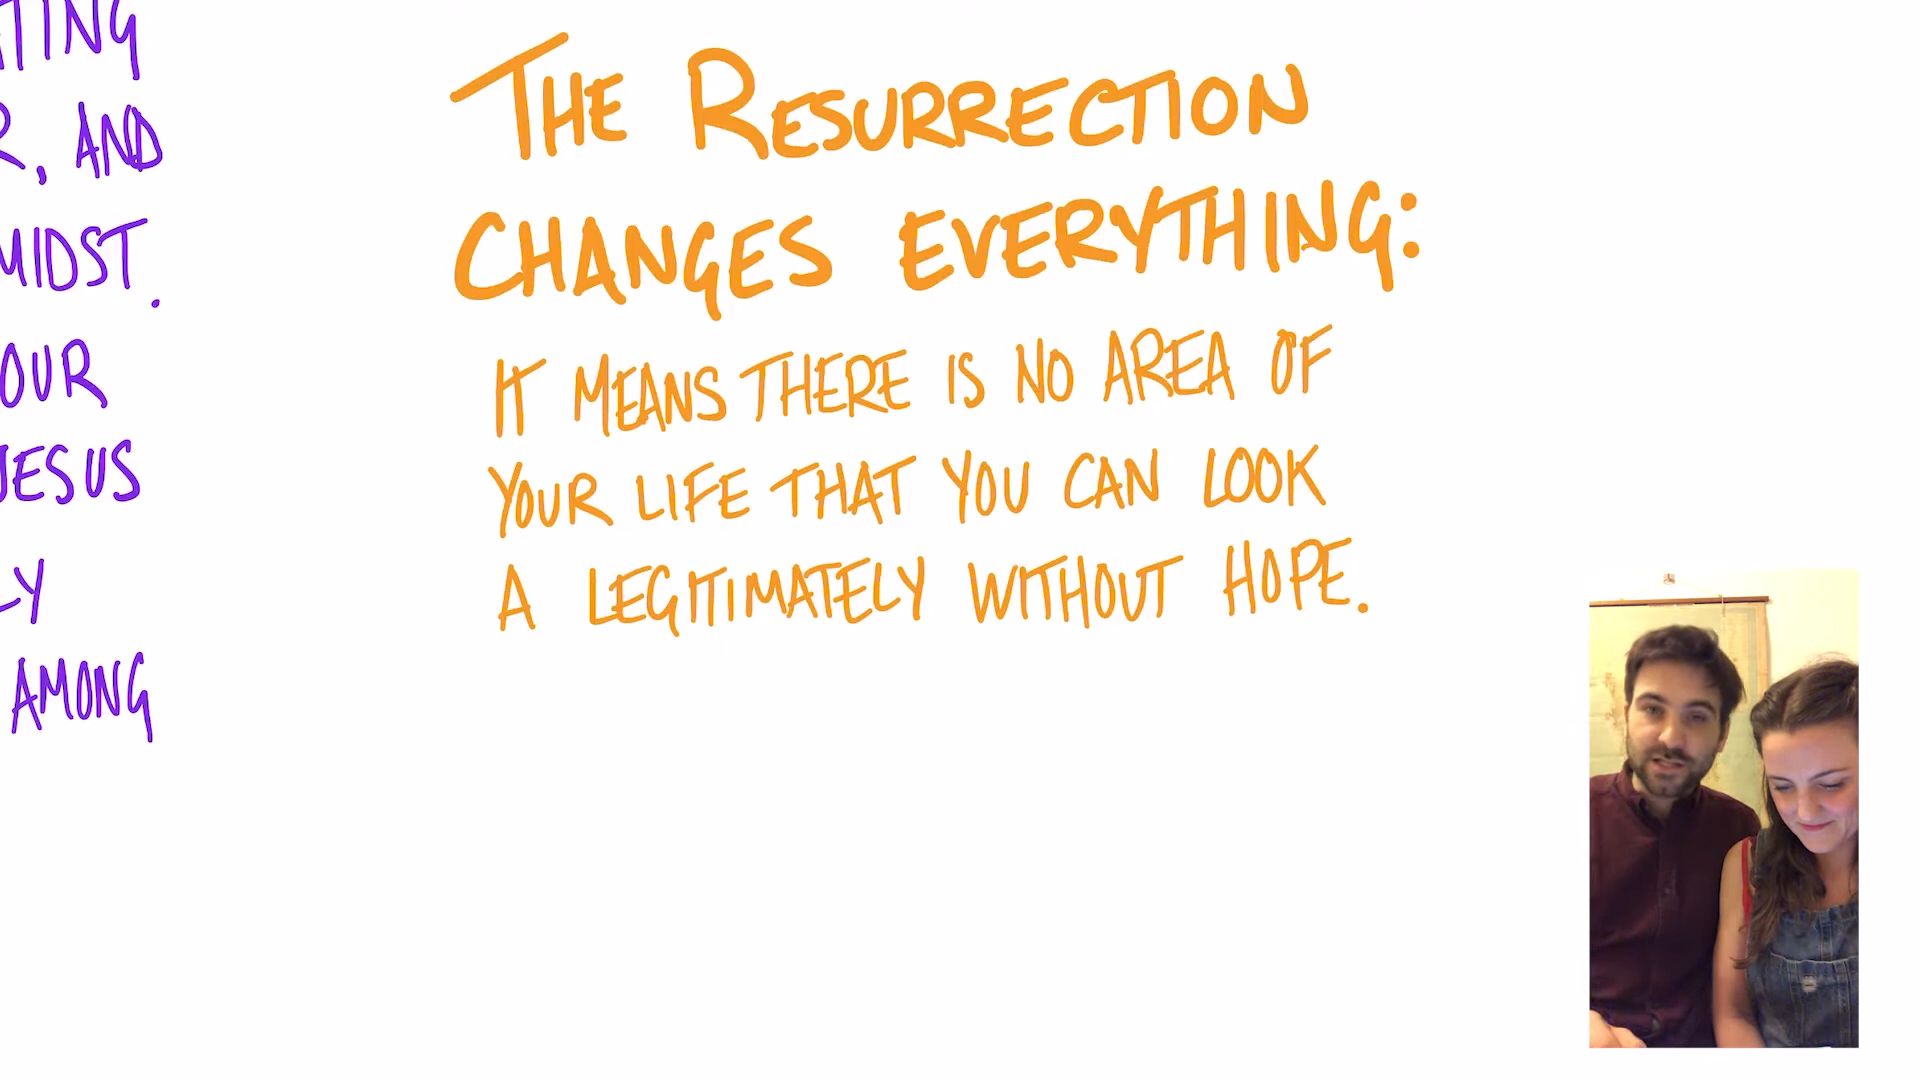 TING
R, AND
MIDST.
OUR
JESUS
LY
AMONG
THE RESURRECTION
CHANGES EVERYTHING:
IT MEANS THERE IS NO AREA OF
YOUR LIFE THAT YOU CAN LOOK
A LEGITIMATELY WITHOUT HOPE.